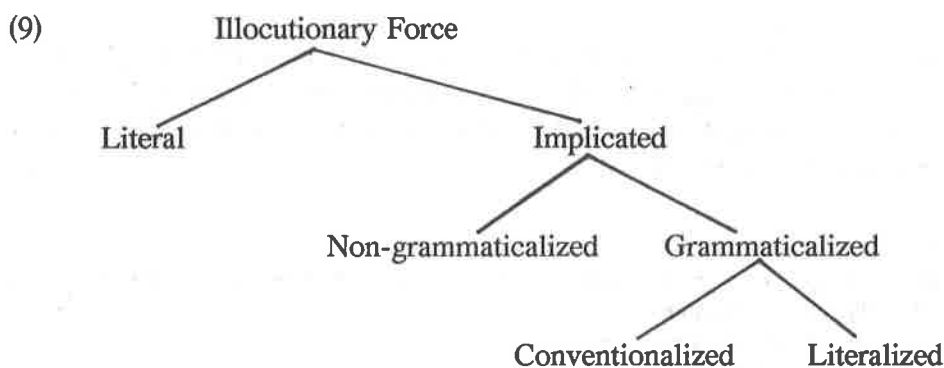 (9) Illocutionary Force
Literal Implicated
Non-grammaticalized Grammaticalized
Conventionalized Literalized